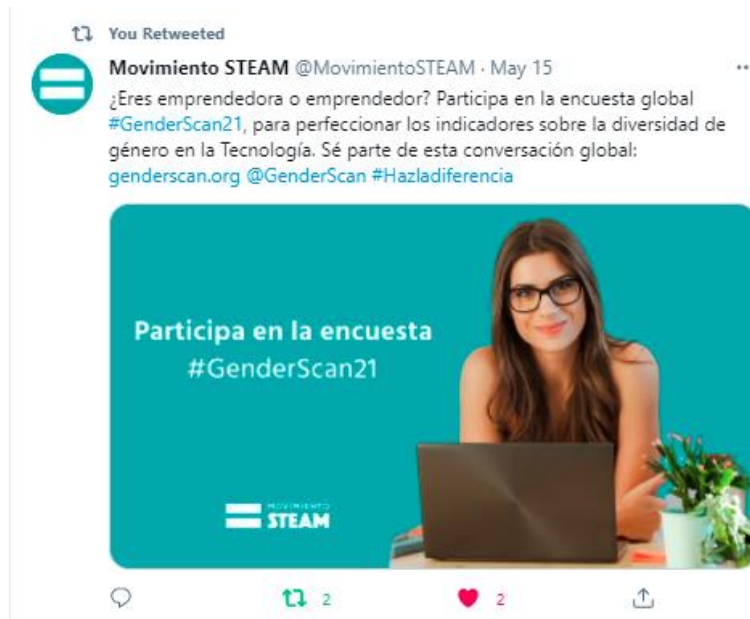 You Retweeted
Movimiento STEAM @MovimientoSTEAM · May 15
¿Eres emprendedora o emprendedor? Participa en la encuesta global
#GenderScan21, para perfeccionar los indicadores sobre la diversidad de
género en la Tecnología. Sé parte de esta conversación global:
genderscan.org @GenderScan #Hazladiferencia
Participa en la encuesta
#GenderScan21
MOVIMIENTO
STEAM
2
2